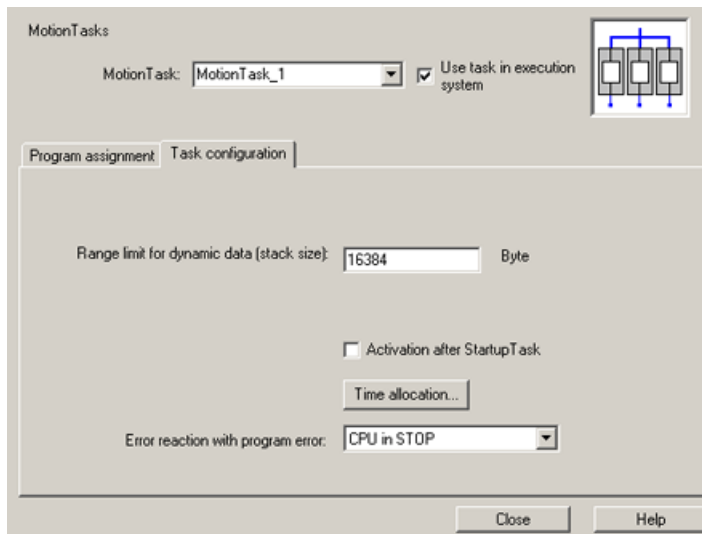 MotionTasks
MotionTask: MotionTask_1
Use task in execution
system
Program assignment Task configuration
Range limit for dynamic data (stack size): 16384 Byte
Activation after StartupTask
Time allocation...
Error reaction with program error: CPU in STOP
Close Help